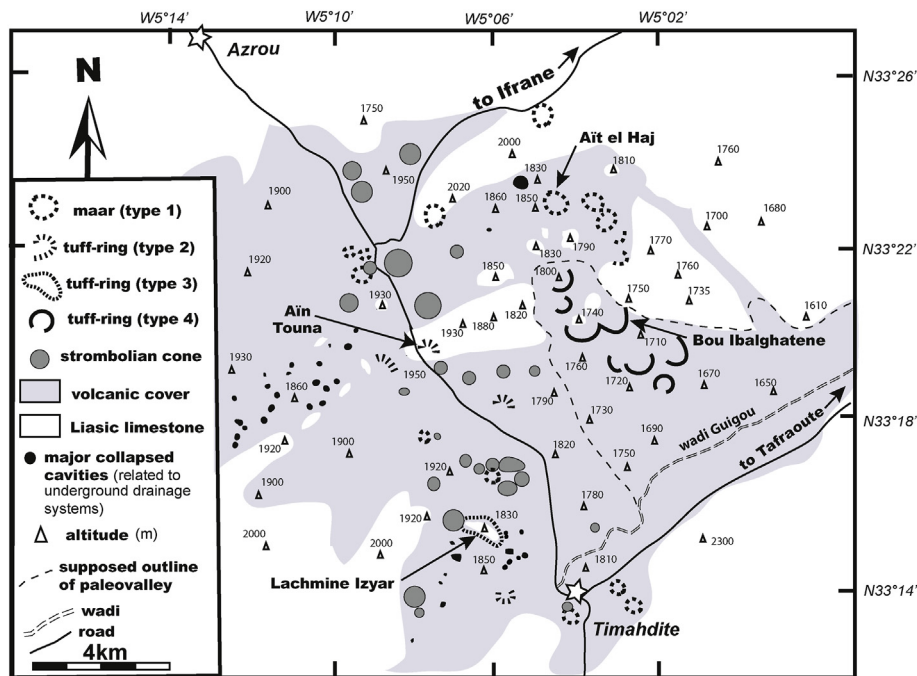 W5°14' W5°10' W5°06' W5°02'
Azrou
to Ifrane
N33°26'
N
1750
2000
Aït el Haj
1760
1830
1810
1950
maar (type 1)
1900
2020
1860
1850
1700
1680
tuff-ring (type 2)
1830
1790
1770
N33°22'
tuff-ring (type 3)
1920
1850
1800
1760
1750
1735
tuff-ring (type 4)
Aïn
Touna
1930
1930
1880
1820
1740
1610
1710
Bou Ibalghatene
strombolian cone
1930
1950
1760
volcanic cover
1860
1790
1720
1670
1650
Liasic limestone
1730
wadi Guigou
N33°18'
major collapsed
cavities (related to
underground drainage
systems)
1920
1900
1920
1820
1690
1750
to Tafraoute
1900
1780
altitude (m)
1920
1830
2000
2000
1850
1810
2300
supposed outline
of paleovalley
Lachmine Izyar
wadi
N33°14'
road
4km
Timahdite